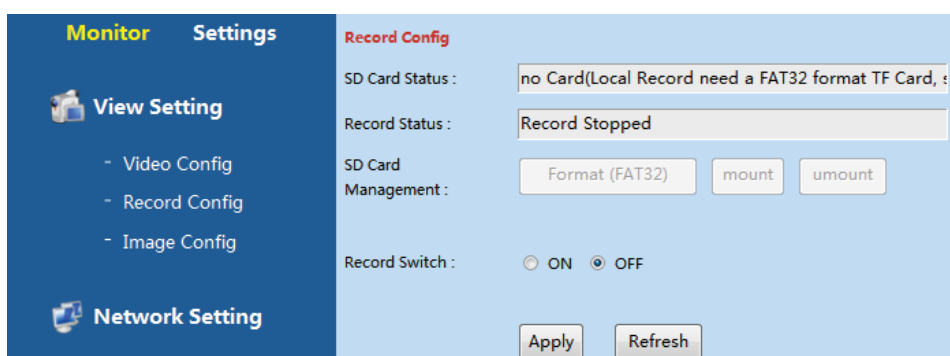 Monitor Settings
View Setting
- Video Config
- Record Config
- Image Config
Network Setting
Record Config
SD Card Status : no Card(Local Record need a FAT32 format TF Card,
Record Status : Record Stopped
SD Card
Management : Format (FAT32) mount umount
Record Switch : ON OFF
Apply Refresh